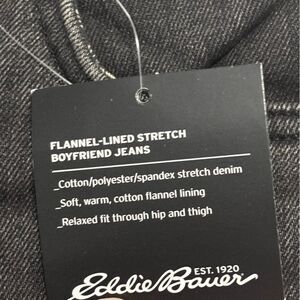 FLANNEL-LINED STRETCH
BOYFRIEND JEANS
_Cotton/polyester/spandex stretch denim
_Soft, warm, cotton flannel lining
_Relaxed fit through hip and thigh
EST. 1920
Eddie Bauer